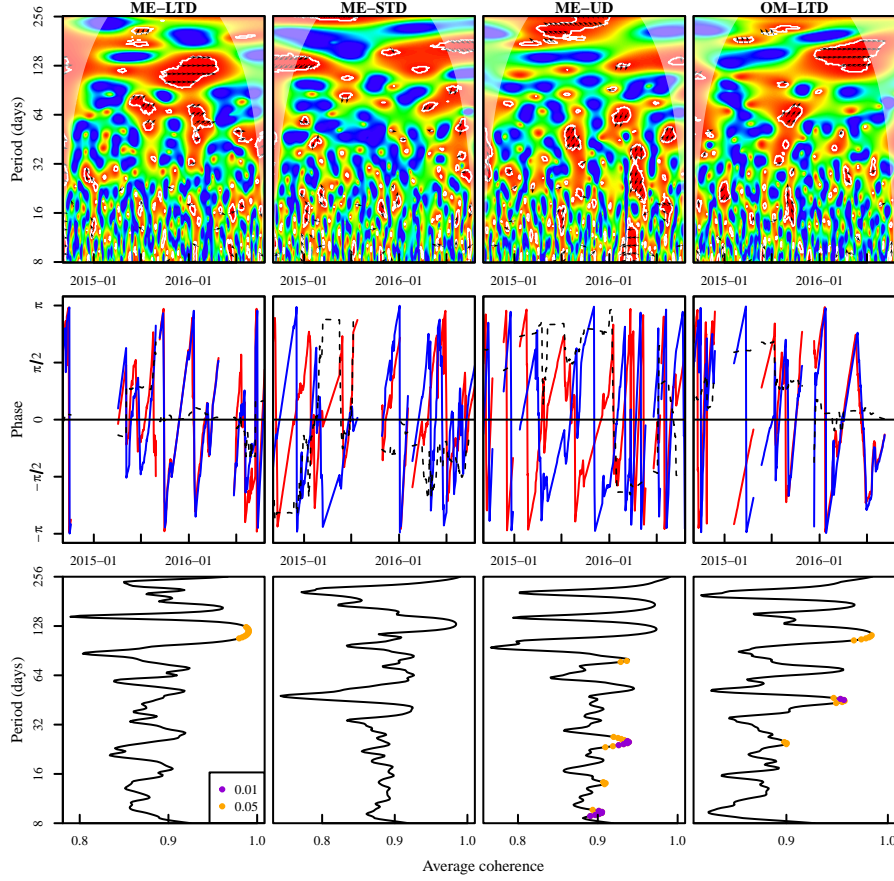 ME−LTD ME−STD ME−UD OM−LTD
256
128
64
32
16
8
Period (days)
2015−01 2016−01 2015−01 2016−01 2015−01 2016−01 2015−01 2016−01
π
π/2
0
−π/2
−π
Phase
2015−01 2016−01 2015−01 2016−01 2015−01 2016−01 2015−01 2016−01
256
128
64
32
16
8
Period (days)
0.01
0.05
0.8 0.9 1.0 0.8 0.9 1.0 0.8 0.9 1.0 0.9 1.0
Average coherence